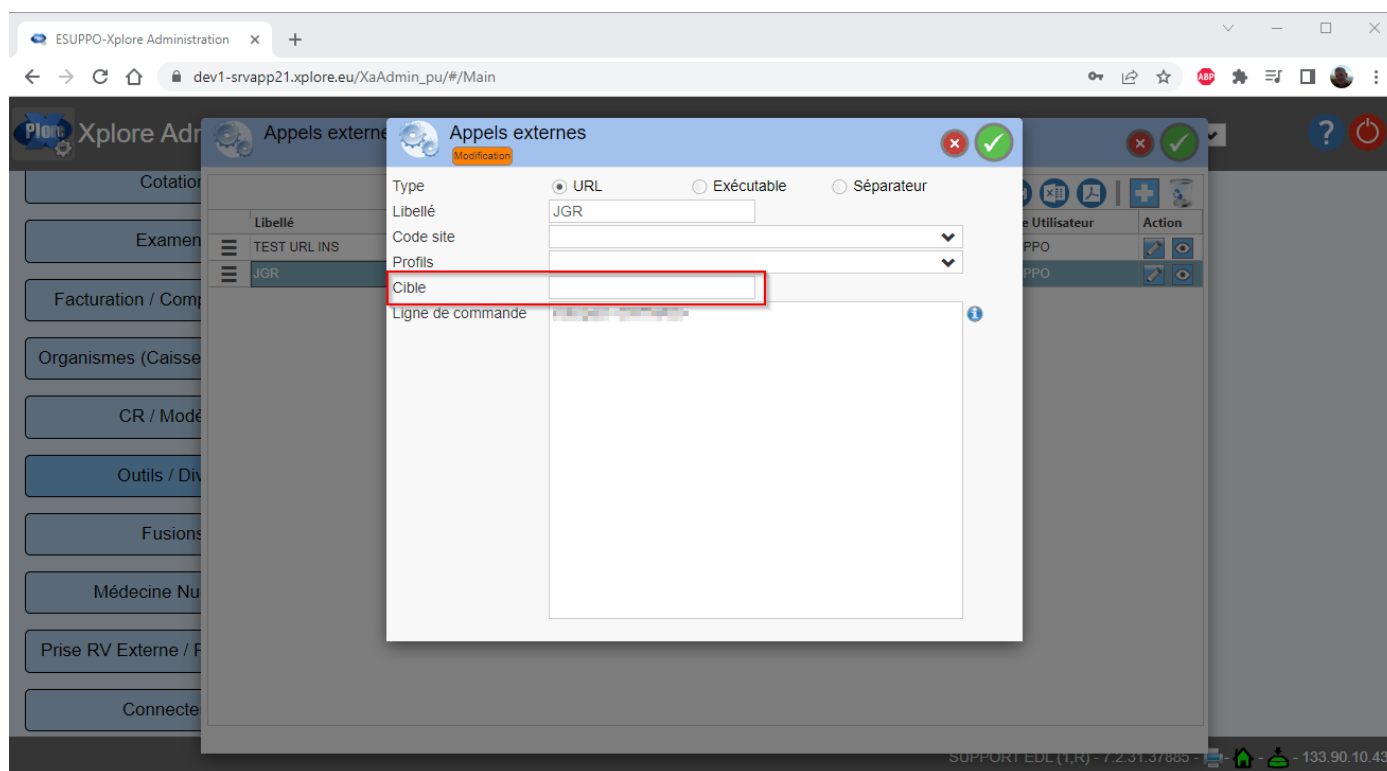 ESUPPO-Xplore Administration
dev1-srvapp21.xplore.eu/XaAdmin_pu/#/Main
ABP
Xplore Adr
Appels externe
Appels externes
Modification
?
Cotation
Examen
Facturation / Comp
Organismes (Caisse
CR / Modè
Outils / Div
Fusions
Médecine Nu
Prise RV Externe / P
Connecte
Libellé
e Utilisateur
Action
TEST URL INS
PPO
JGR
PPO
Type
URL
Exécutable
Séparateur
Libellé
JGR
Code site
Profils
Cible
Ligne de commande
SUPPORT EDL (1,R) - 7.2.31.37885 - - - 133.90.10.43